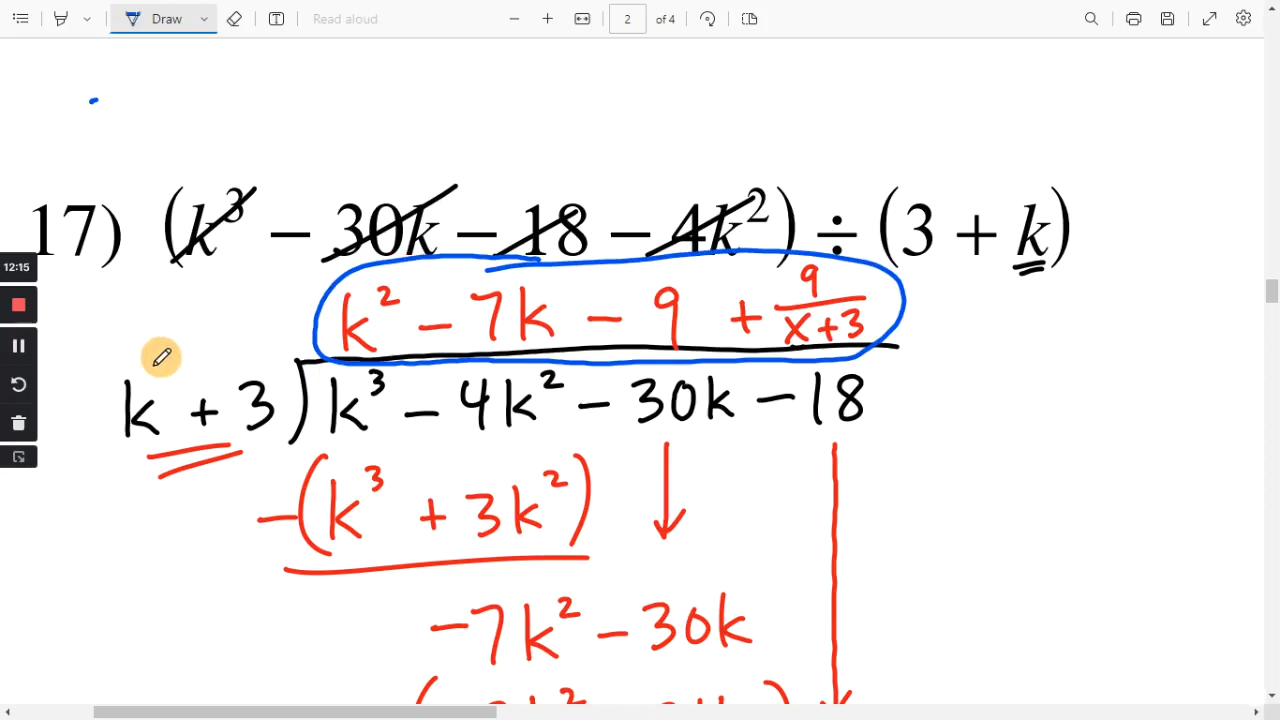 Draw
Read aloud
2 of 4
17) (k³ − 30k − 18 − 4k²) ÷ (3 + k)
12:15
k² − 7k − 9 + 9/(x+3)
k + 3) k³ − 4k² − 30k − 18
−(k³ + 3k²)
−7k² − 30k